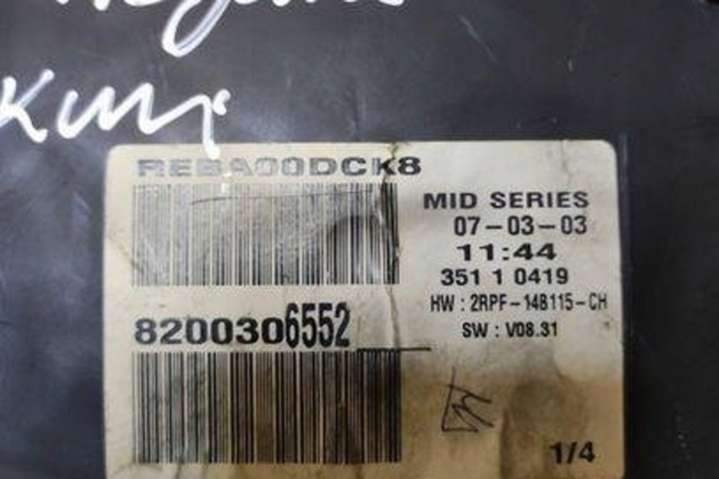 REBA00DCK8
MID SERIES
07-03-03
11:44
351 1 0419
HW : 2RPF-14B115-CH
8200306552
SW : V08.31
1/4